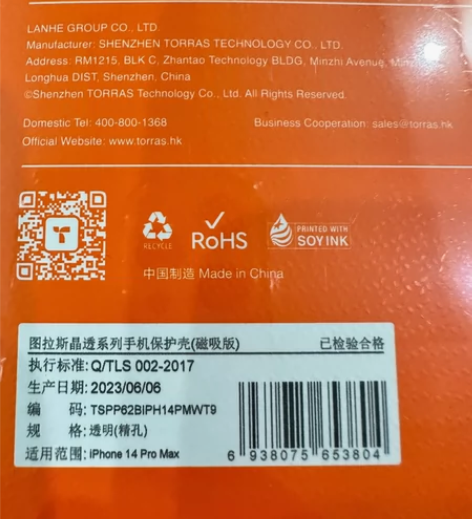 LANHE GROUP CO., LTD.
Manufacturer: SHENZHEN TORRAS TECHNOLOGY CO., LTD.
Address: RM1215, BLK C, Zhantao Technology BLDG, Minzhi Avenue,
Longhua DIST, Shenzhen, China
©Shenzhen TORRAS Technology Co., Ltd. All Rights Reserved.
Domestic Tel: 400-800-1368 Business Cooperation: sales@torras.hk
Official Website: www.torras.hk
RECYCLE
RoHS
PRINTED WITH
SOY INK
中国制造 Made in China
图拉斯晶透系列手机保护壳(磁吸版) 已检验合格
执行标准: Q/TLS 002-2017
生产日期: 2023/06/06
编 码: TSPP62BIPH14PMWT9
规 格: 透明(精孔)
适用范围: iPhone 14 Pro Max
6 938075 653804